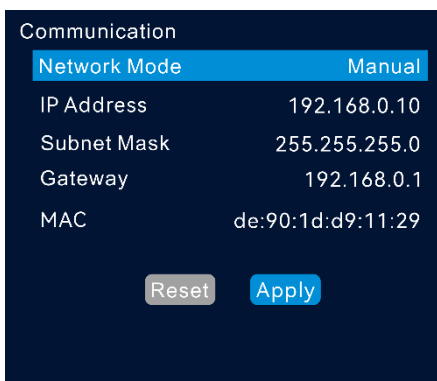 Communication
Network Mode Manual
IP Address 192.168.0.10
Subnet Mask 255.255.255.0
Gateway 192.168.0.1
MAC de:90:1d:d9:11:29
Reset Apply